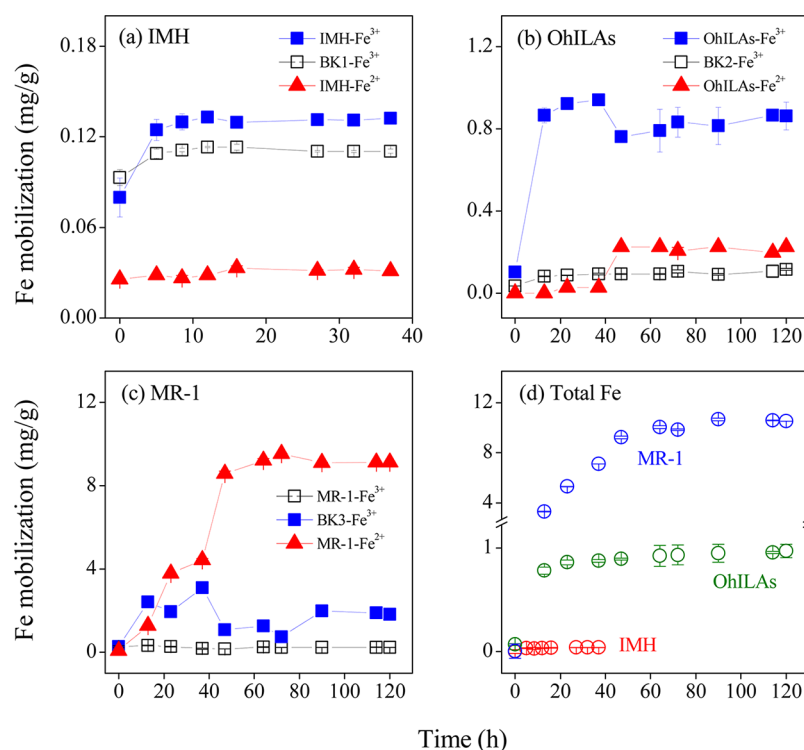 Fe mobilization (mg/g)
(a) IMH
IMH-Fe³⁺
BK1-Fe³⁺
IMH-Fe²⁺
0.18
0.12
0.06
0.00
0 10 20 30 40
(b) OhILAs
OhILAs-Fe³⁺
BK2-Fe³⁺
OhILAs-Fe²⁺
1.2
0.8
0.4
0.0
0 20 40 60 80 100 120
Fe mobilization (mg/g)
(c) MR-1
MR-1-Fe³⁺
BK3-Fe³⁺
MR-1-Fe²⁺
12
8
4
0
0 20 40 60 80 100 120
(d) Total Fe
12
8
4
1
0
MR-1
OhILAs
IMH
0 20 40 60 80 100 120
Time (h)